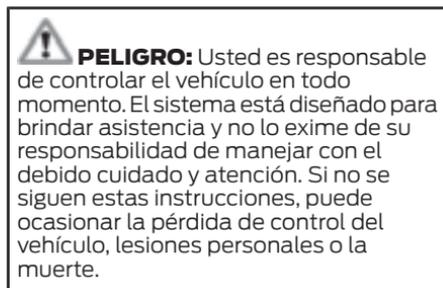 PELIGRO: Usted es responsable
de controlar el vehículo en todo
momento. El sistema está diseñado para
brindar asistencia y no lo exime de su
responsabilidad de manejar con el
debido cuidado y atención. Si no se
siguen estas instrucciones, puede
ocasionar la pérdida de control del
vehículo, lesiones personales o la
muerte.